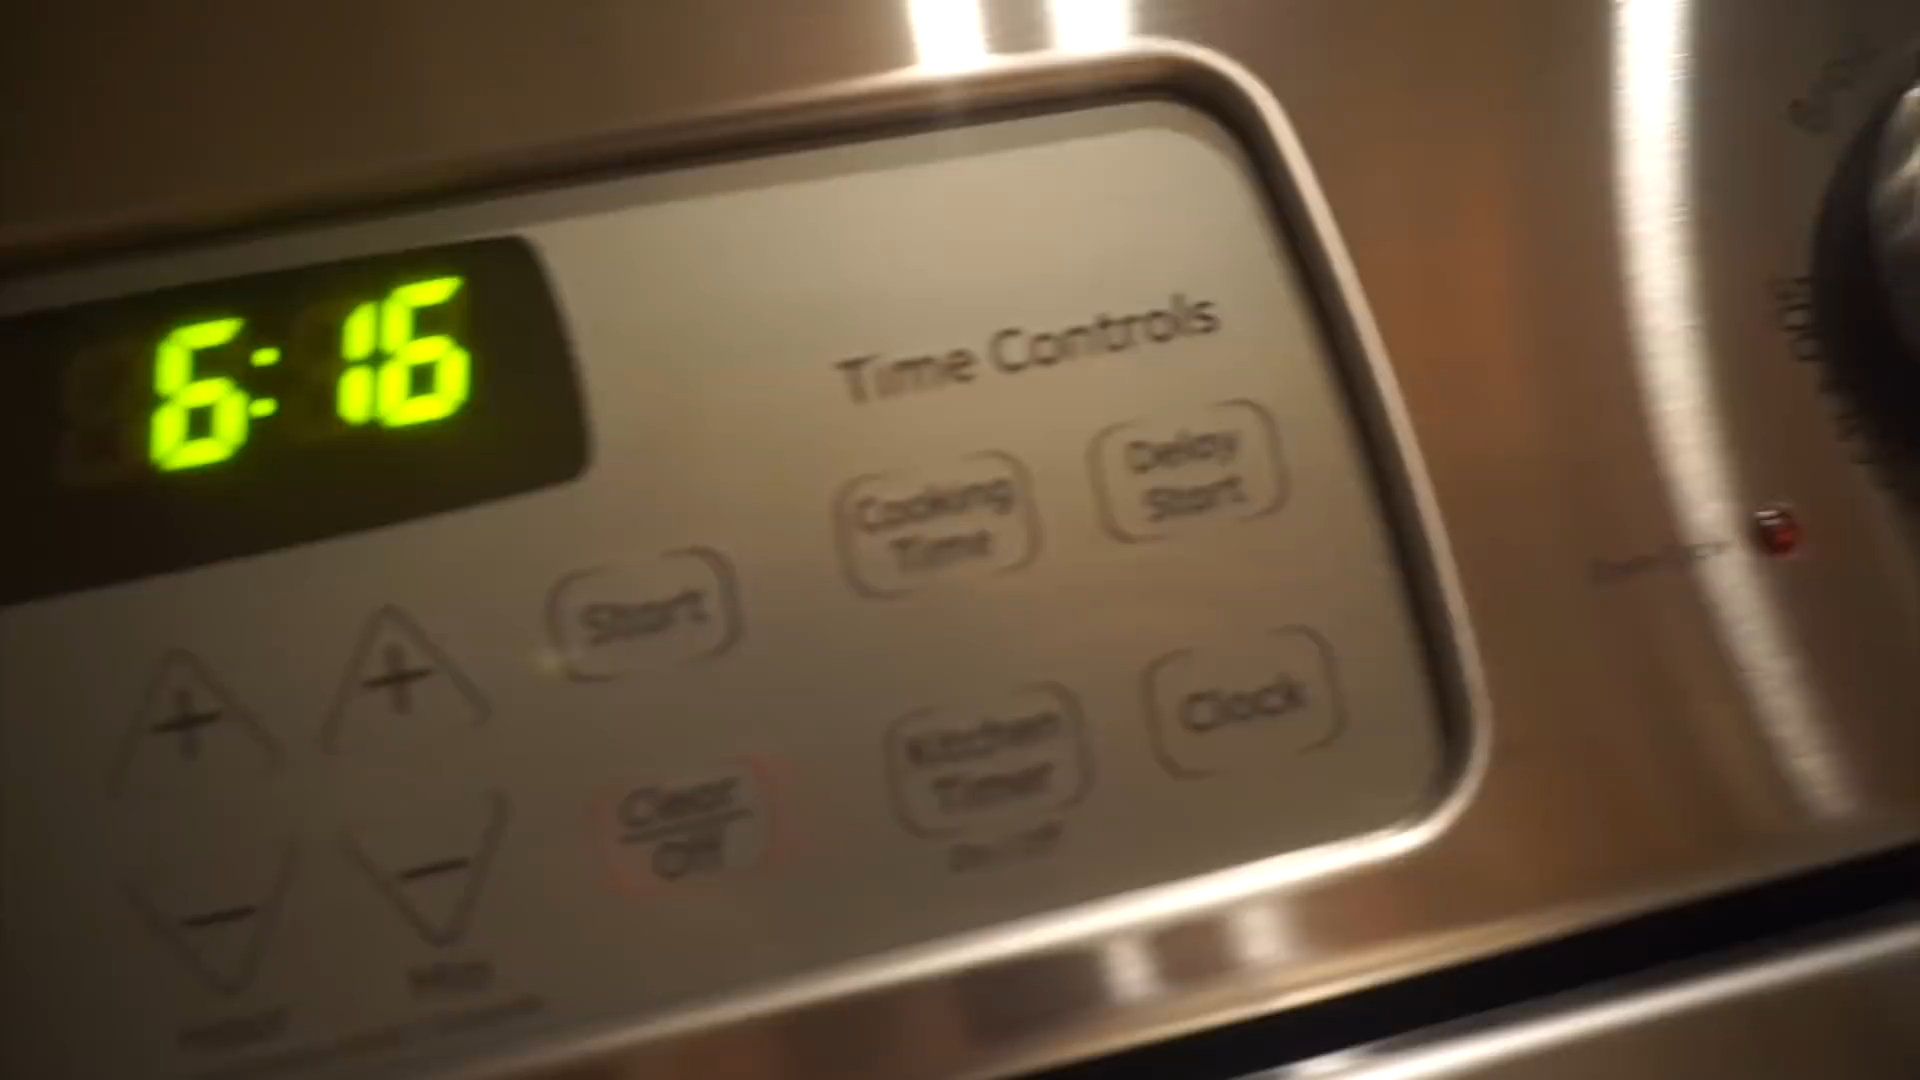 6:16
Time Controls
Cooking
Time
Delay
Start
Start
+
+
Kitchen
Timer
Clock
Clear
Off
-
-